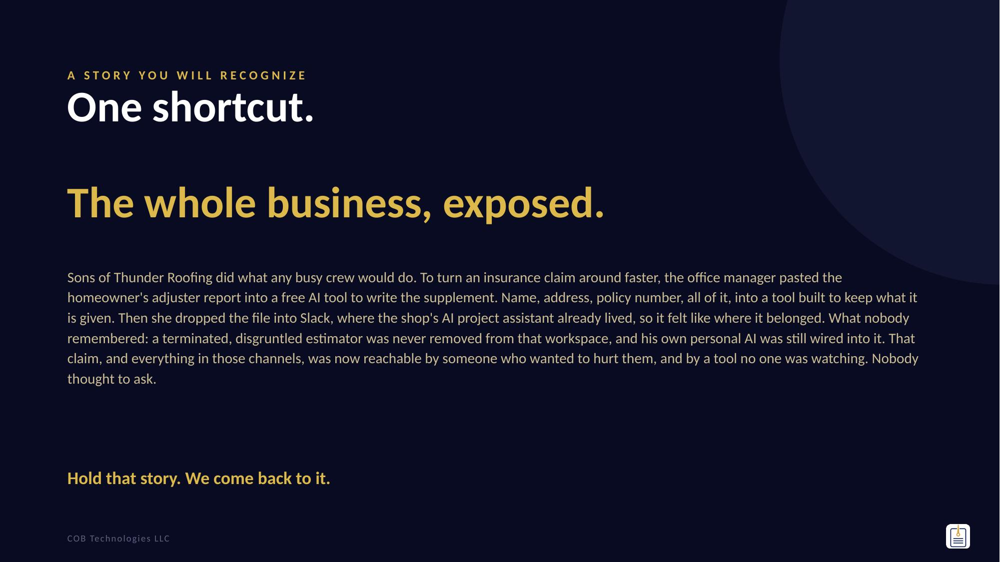 A STORY YOU WILL RECOGNIZE
One shortcut.
The whole business, exposed.
Sons of Thunder Roofing did what any busy crew would do. To turn an insurance claim around faster, the office manager pasted the
homeowner's adjuster report into a free AI tool to write the supplement. Name, address, policy number, all of it, into a tool built to keep what it
is given. Then she dropped the file into Slack, where the shop's AI project assistant already lived, so it felt like where it belonged. What nobody
remembered: a terminated, disgruntled estimator was never removed from that workspace, and his own personal AI was still wired into it. That
claim, and everything in those channels, was now reachable by someone who wanted to hurt them, and by a tool no one was watching. Nobody
thought to ask.
Hold that story. We come back to it.
COB Technologies LLC